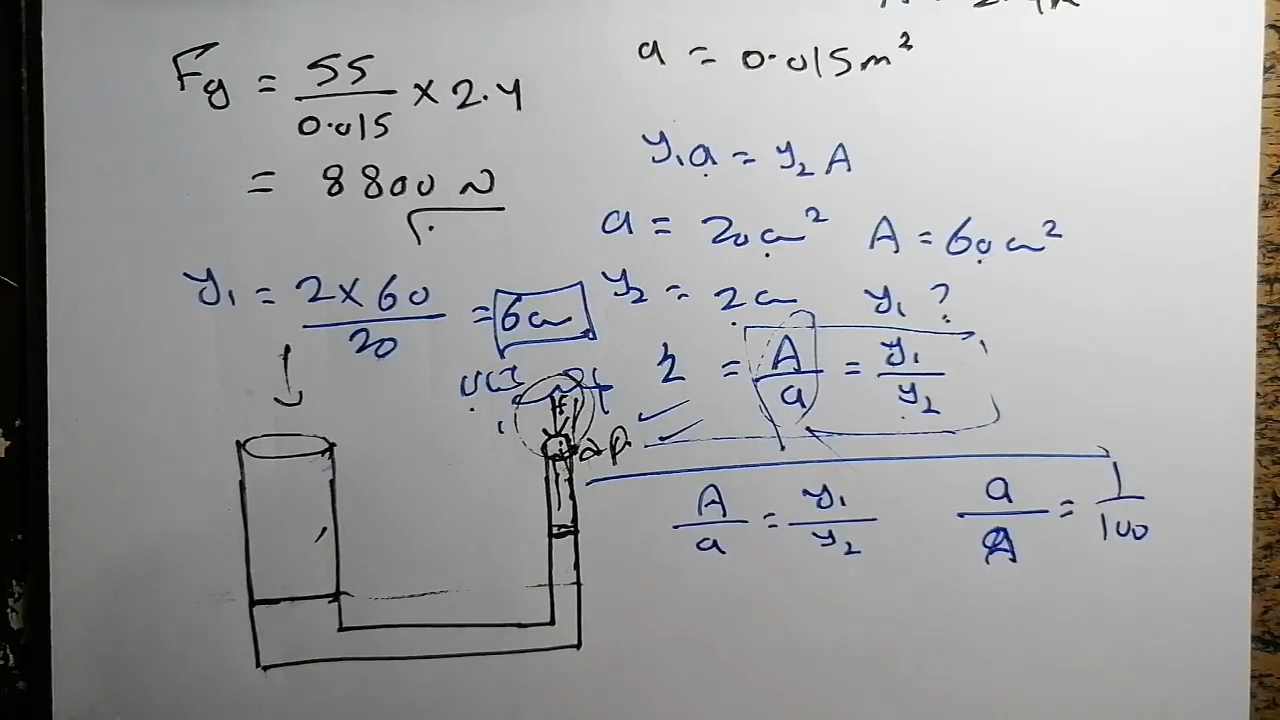 a = 0.015m²
Fg = 55/0.015 × 2.4
= 8800 N
y₁a = y₂A
a = 20cm² A = 60cm²
y₁ = 2×60/20 = 6cm
y₂ = 2cm y₁ ?
= A/a = y₁/y₂
A/a = y₁/y₂ a/A = 1/100